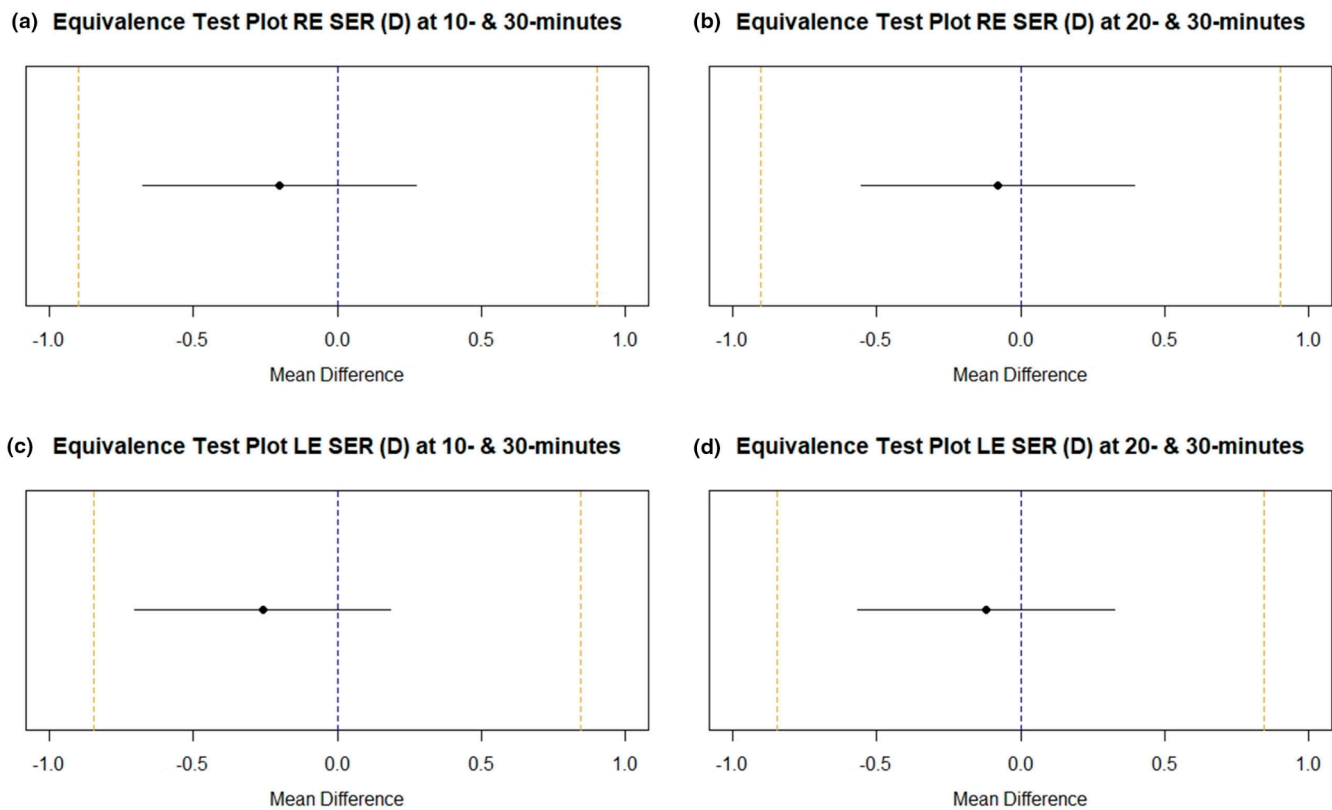 (a) Equivalence Test Plot RE SER (D) at 10- & 30-minutes
-1.0 -0.5 0.0 0.5 1.0
Mean Difference
(b) Equivalence Test Plot RE SER (D) at 20- & 30-minutes
-1.0 -0.5 0.0 0.5 1.0
Mean Difference
(c) Equivalence Test Plot LE SER (D) at 10- & 30-minutes
-1.0 -0.5 0.0 0.5 1.0
Mean Difference
(d) Equivalence Test Plot LE SER (D) at 20- & 30-minutes
-1.0 -0.5 0.0 0.5 1.0
Mean Difference